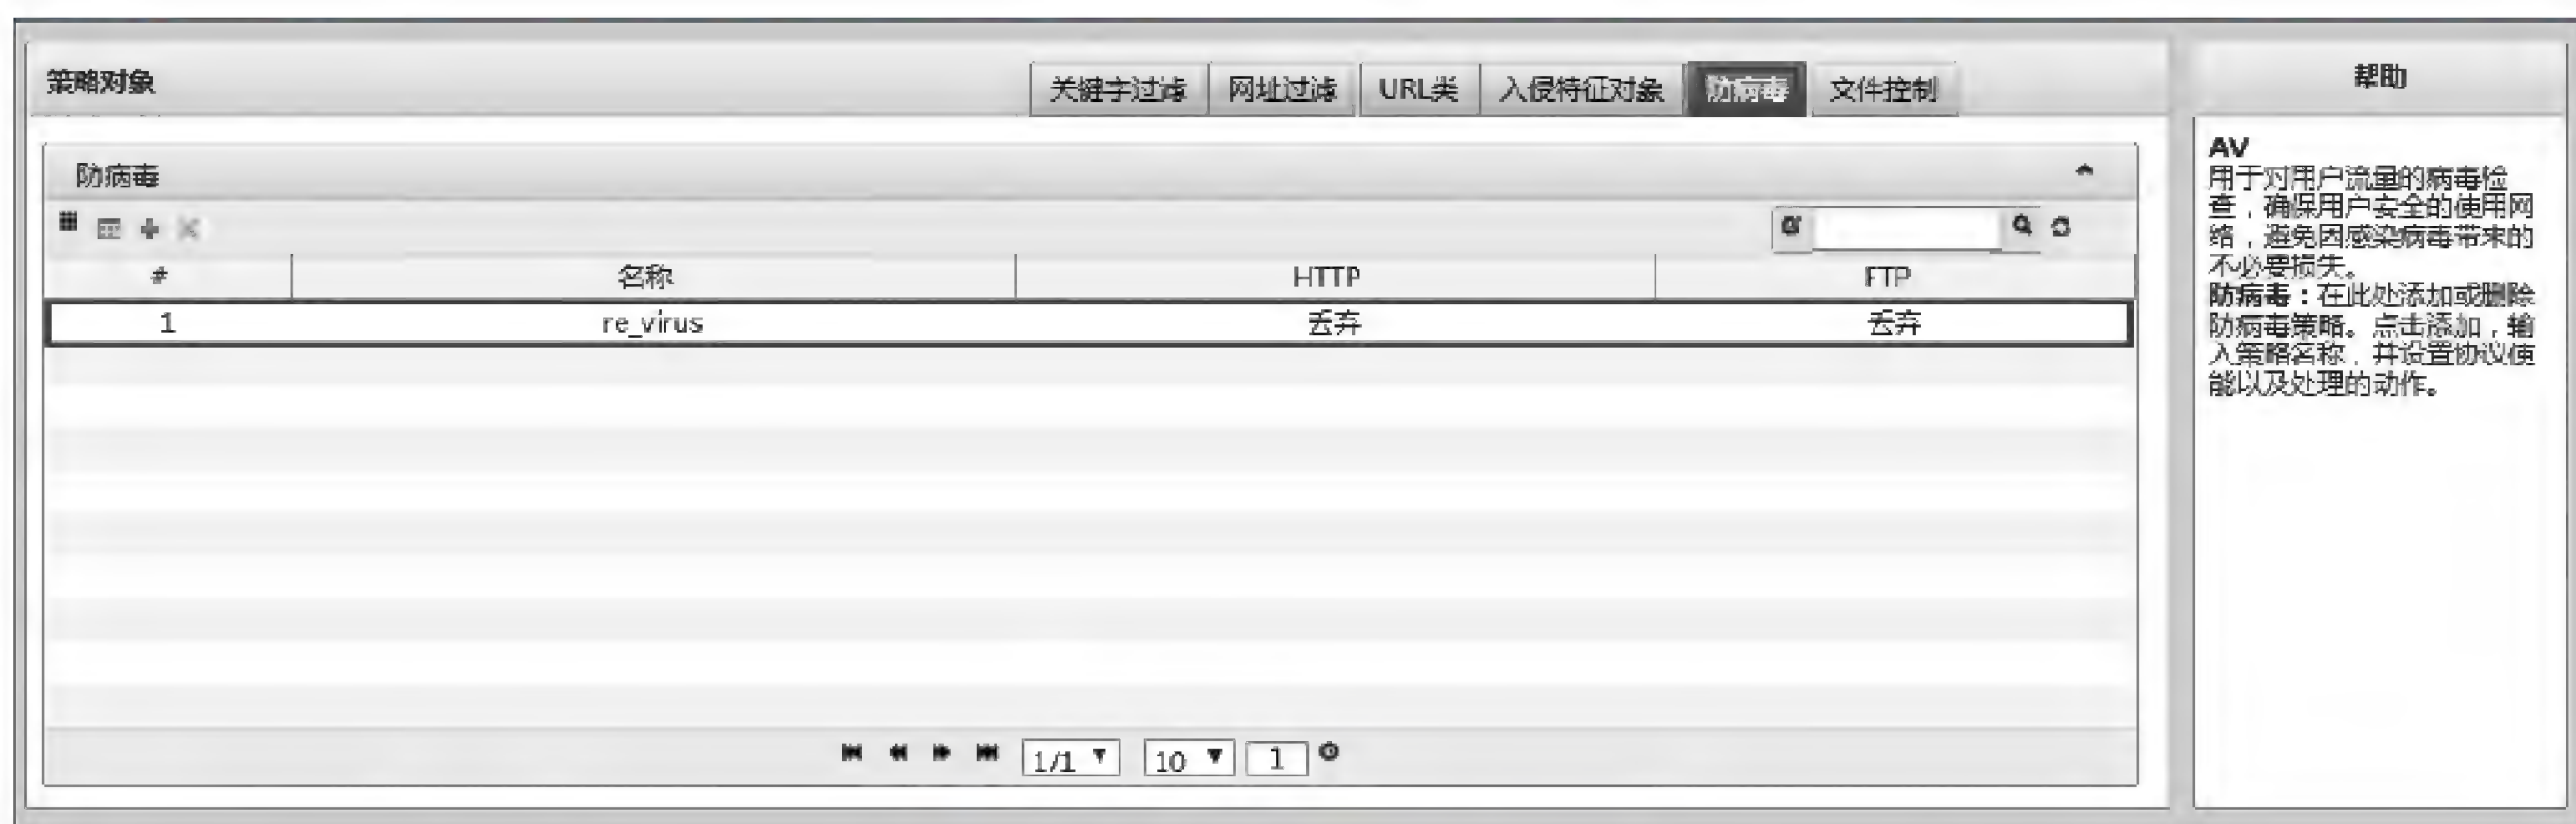 策略对象
关键字过滤 网址过滤 URL类 入侵特征对象 防病毒 文件控制
防病毒
# 名称 HTTP FTP
1 re_virus 丢弃 丢弃
1/1 10 1
帮助
AV
用于对用户流量的病毒检
查，确保用户安全的使用网
络，避免因感染病毒带来的
不必要损失。
防病毒：在此处添加或删除
防病毒策略。点击添加，输
入策略名称，并设置协议使
能以及处理的动作。